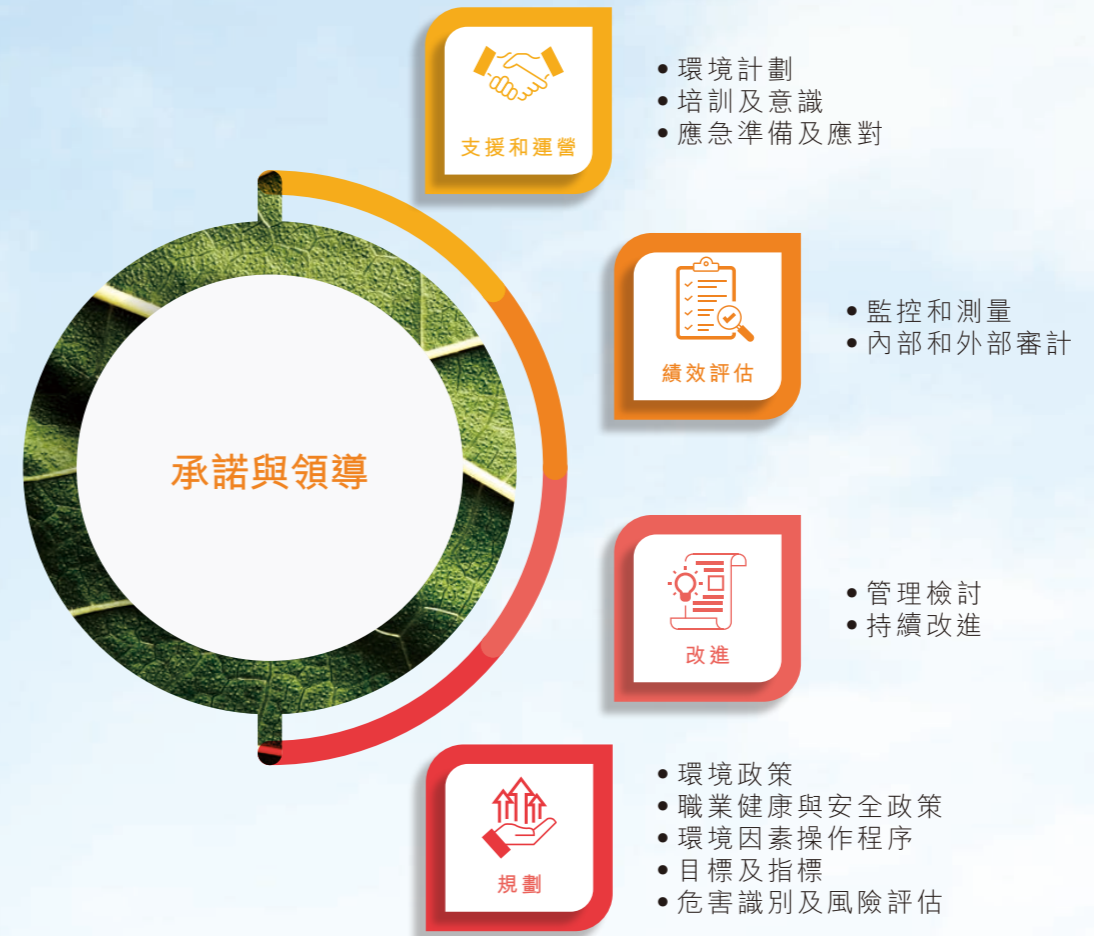 支援和運營
• 環境計劃
• 培訓及意識
• 應急準備及應對
績效評估
• 監控和測量
• 內部和外部審計
承諾與領導
改進
• 管理檢討
• 持續改進
規劃
• 環境政策
• 職業健康與安全政策
• 環境因素操作程序
• 目標及指標
• 危害識別及風險評估